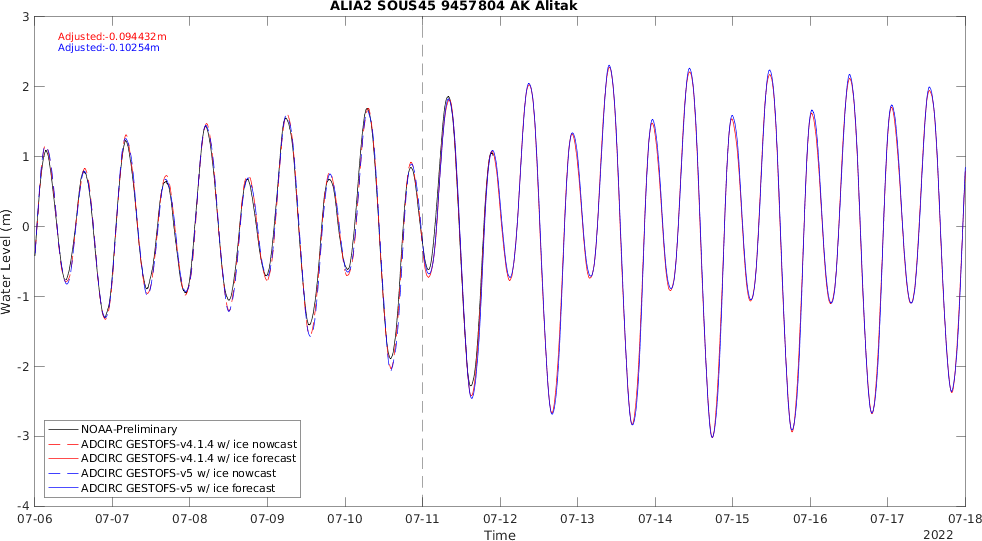 ALIA2 SOUS45 9457804 AK Alitak
Adjusted:-0.094432m
Adjusted:-0.10254m
3
2
1
0
-1
-2
-3
-4
Water Level (m)
NOAA-Preliminary
ADCIRC GESTOFS-v4.1.4 w/ ice nowcast
ADCIRC GESTOFS-v4.1.4 w/ ice forecast
ADCIRC GESTOFS-v5 w/ ice nowcast
ADCIRC GESTOFS-v5 w/ ice forecast
07-06 07-07 07-08 07-09 07-10 07-11 07-12 07-13 07-14 07-15 07-16 07-17 07-18
Time
2022